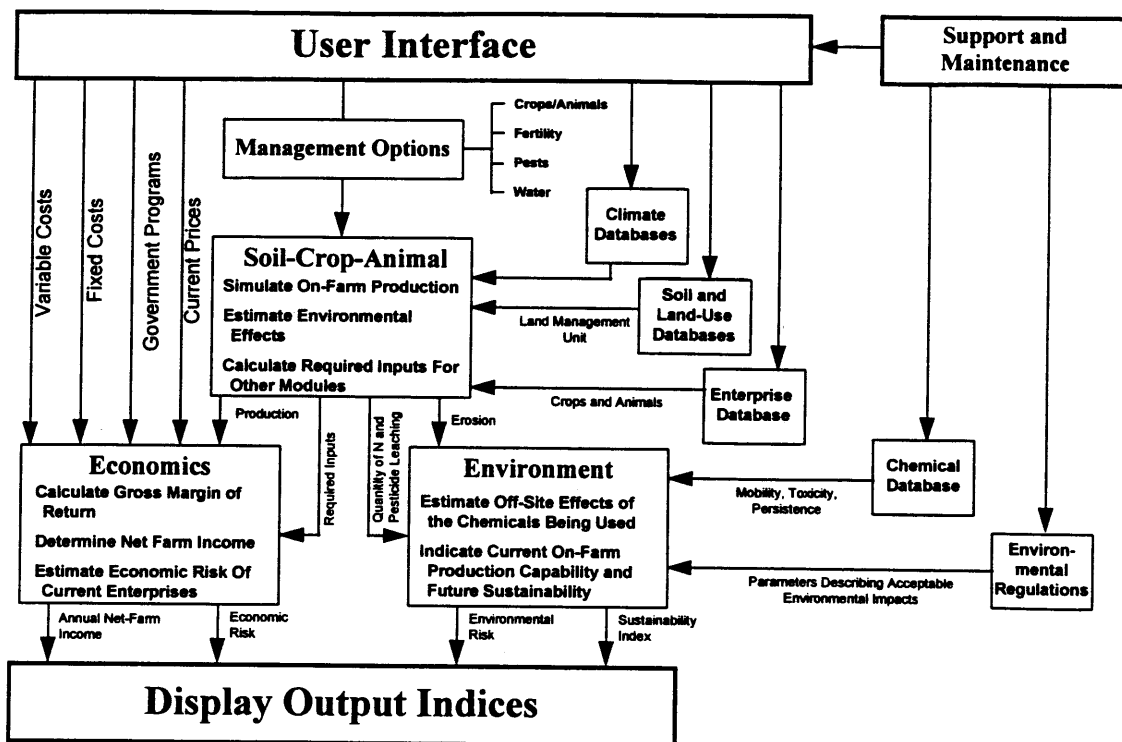 User Interface
Support and
Maintenance
Variable Costs
Fixed Costs
Government Programs
Current Prices
Management Options
Crops/Animals
Fertility
Pests
Water
Climate
Databases
Soil-Crop-Animal
Simulate On-Farm Production
Estimate Environmental
Effects
Calculate Required Inputs For
Other Modules
Land Management
Unit
Soil and
Land-Use
Databases
Crops and Animals
Enterprise
Database
Production
Required Inputs
Quantitity of N and
Pesticide Leaching
Erosion
Economics
Calculate Gross Margin of
Return
Determine Net Farm Income
Estimate Economic Risk Of
Current Enterprises
Environment
Estimate Off-Site Effects of
the Chemicals Being Used
Indicate Current On-Farm
Production Capability and
Future Sustainability
Mobility, Toxicity,
Persistence
Chemical
Database
Parameters Describing Acceptable
Environmental Impacts
Environ-
mental
Regulations
Annual Net-Farm
Income
Economic
Risk
Environmental
Risk
Sustainability
Index
Display Output Indices